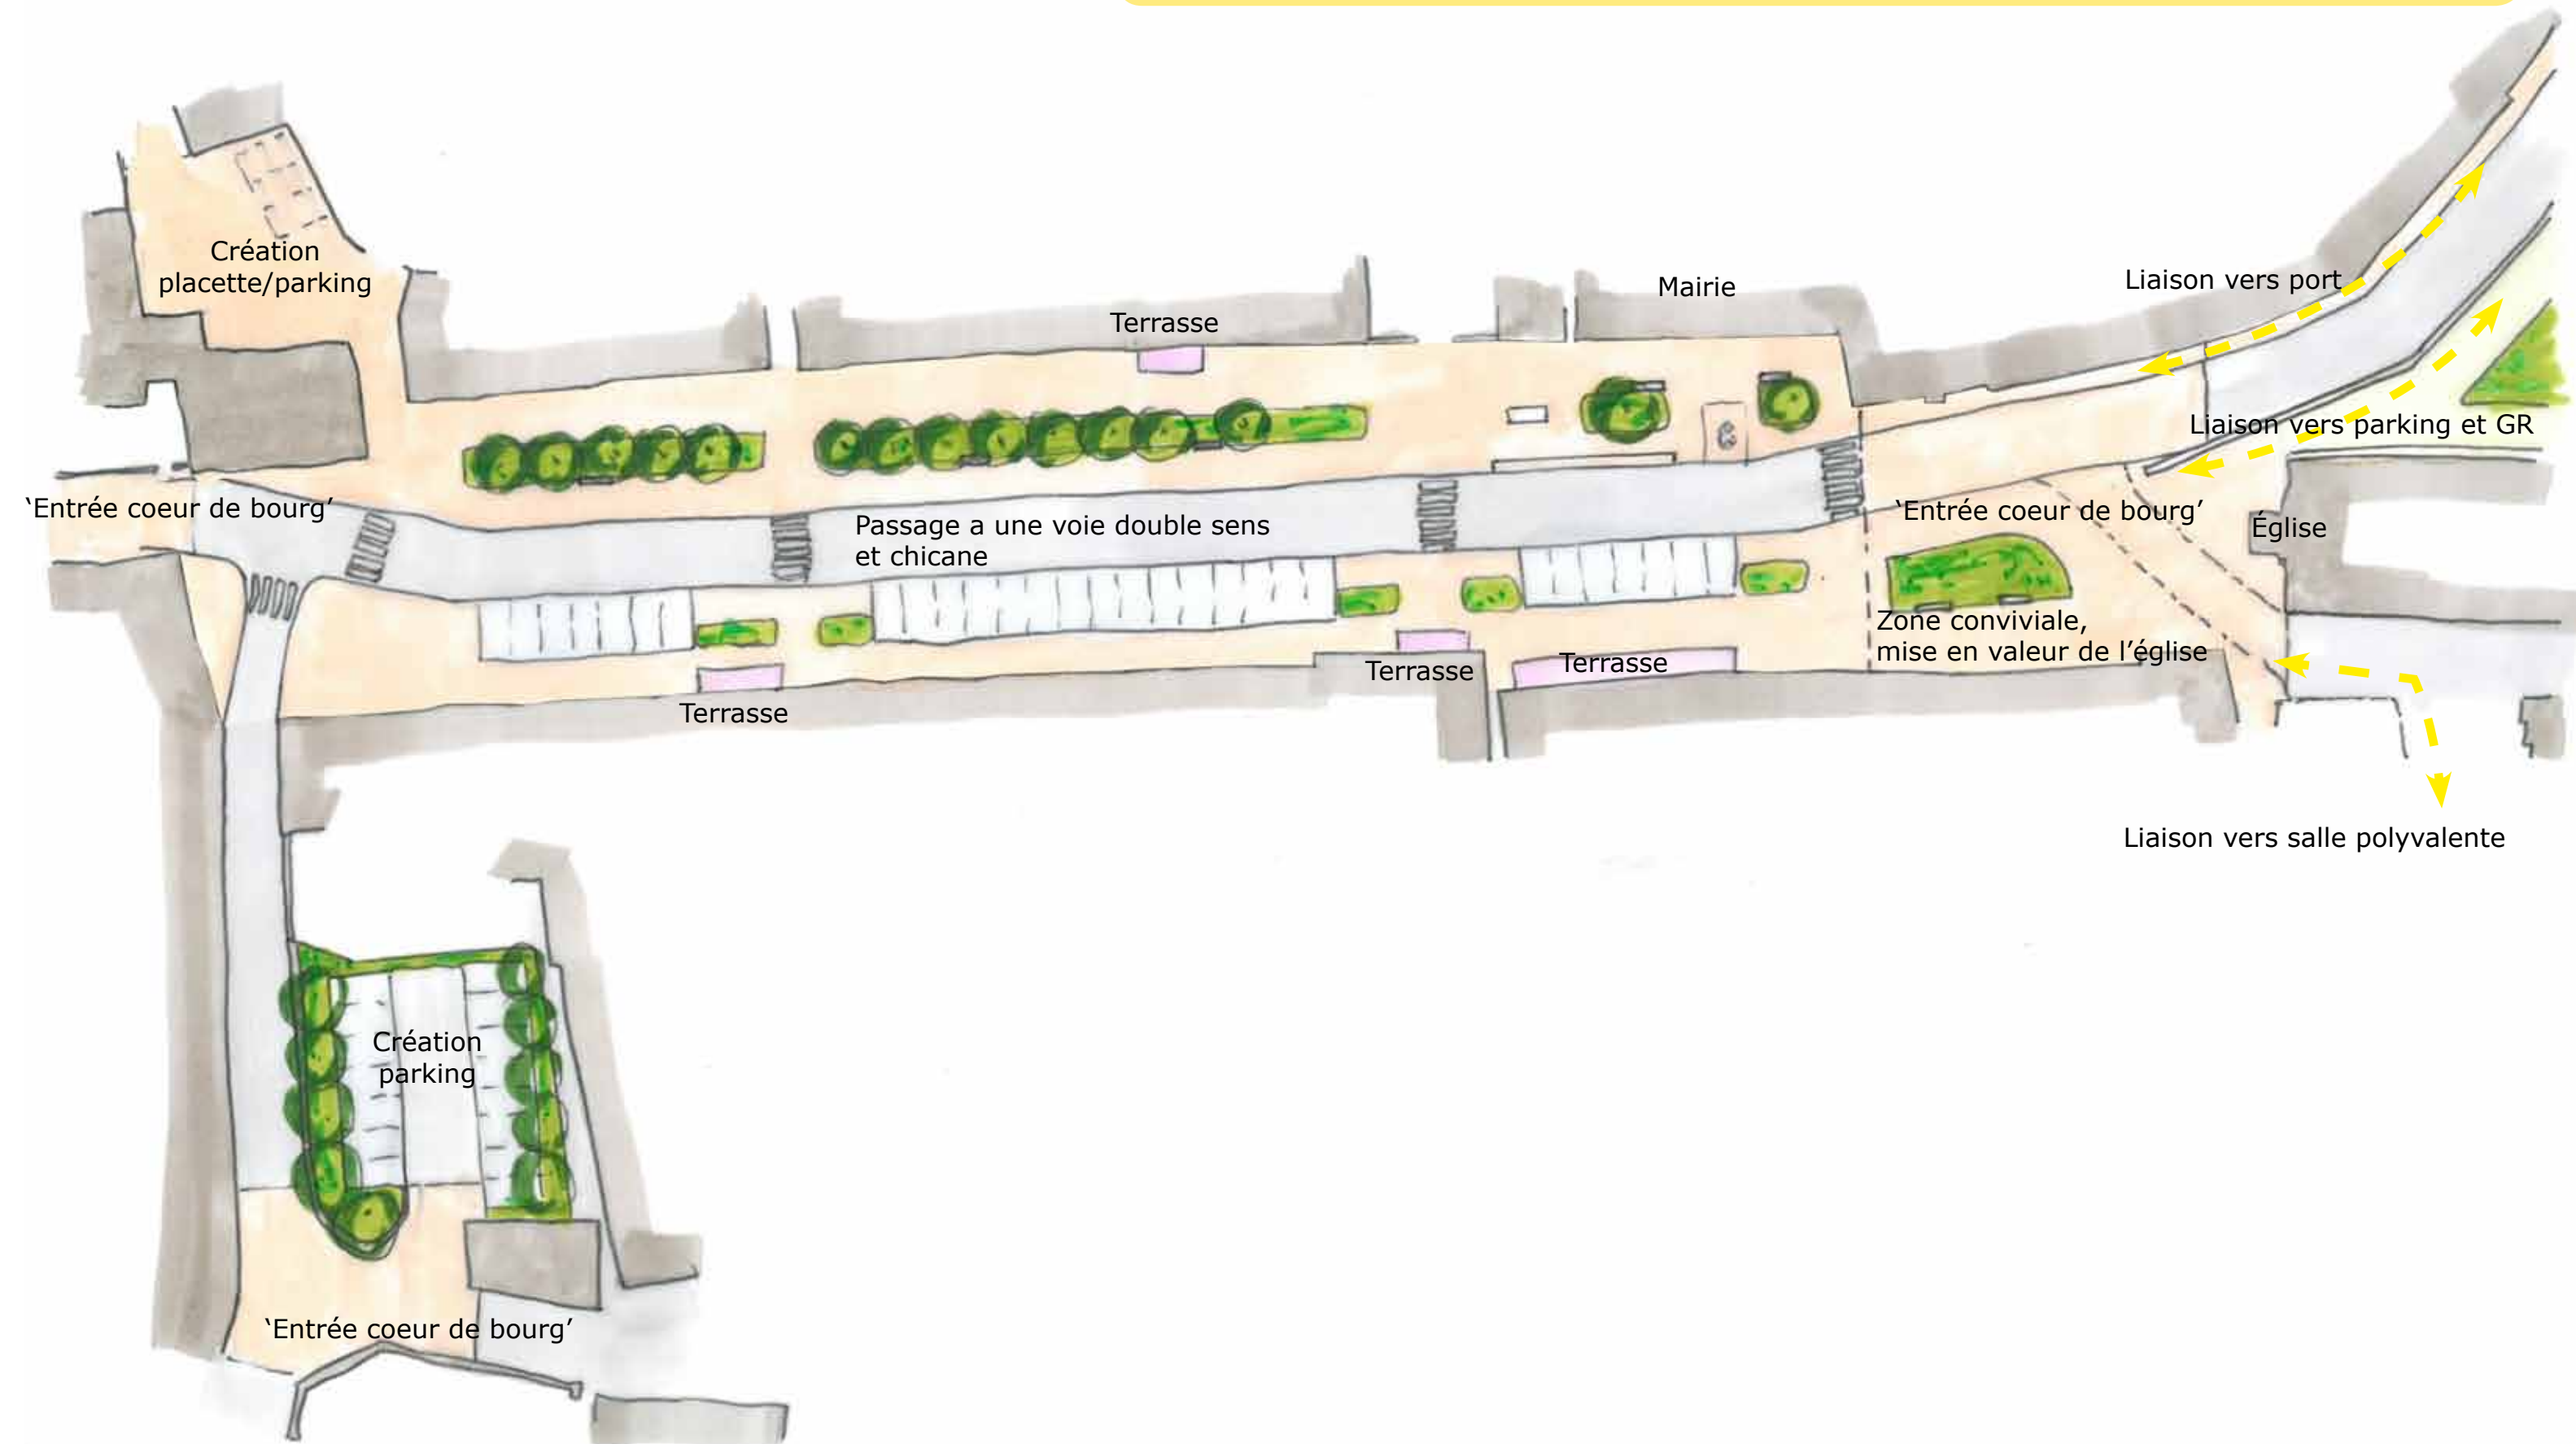 Création
placette/parking
Terrasse
Mairie
Liaison vers port
Liaison vers parking et GR
‘Entrée coeur de bourg’
Passage a une voie double sens
et chicane
‘Entrée coeur de bourg’
Église
Zone conviviale,
mise en valeur de l’église
Terrasse
Terrasse
Terrasse
Liaison vers salle polyvalente
Création
parking
‘Entrée coeur de bourg’